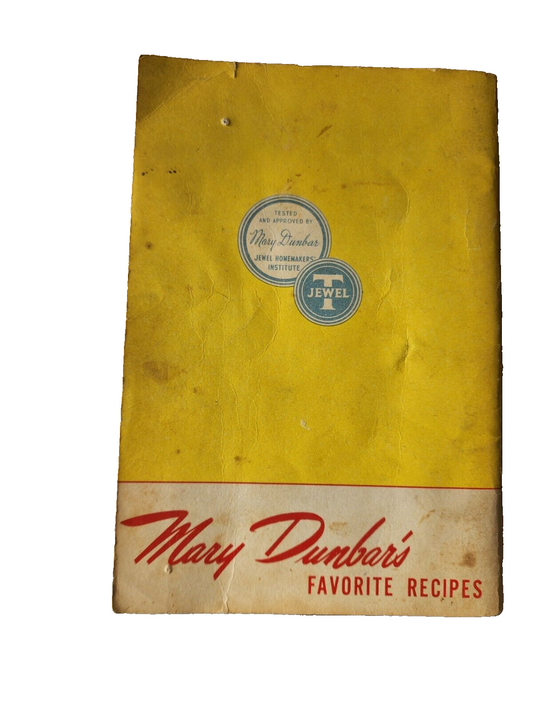 TESTED
AND APPROVED BY
Mary Dunbar
JEWEL HOMEMAKERS'
INSTITUTE
T
JEWEL
Mary Dunbar's
FAVORITE RECIPES